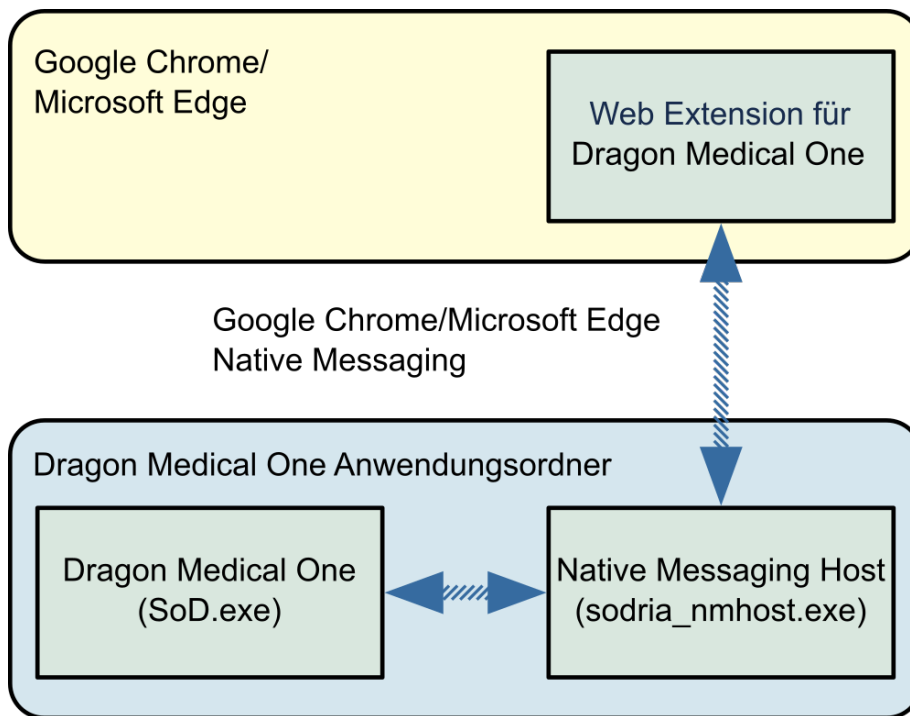 Google Chrome/
Microsoft Edge
Web Extension für
Dragon Medical One
Google Chrome/Microsoft Edge
Native Messaging
Dragon Medical One Anwendungsordner
Dragon Medical One
(SoD.exe)
Native Messaging Host
(sodria_nmhost.exe)